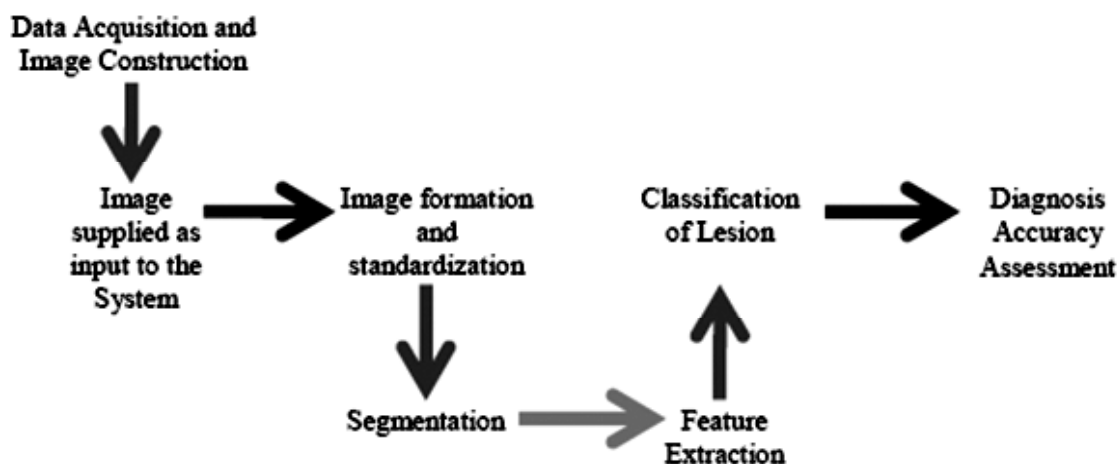 Data Acquisition and
Image Construction
Image
supplied as
input to the
System
Image formation
and
standardization
Segmentation
Feature
Extraction
Classification
of Lesion
Diagnosis
Accuracy
Assessment